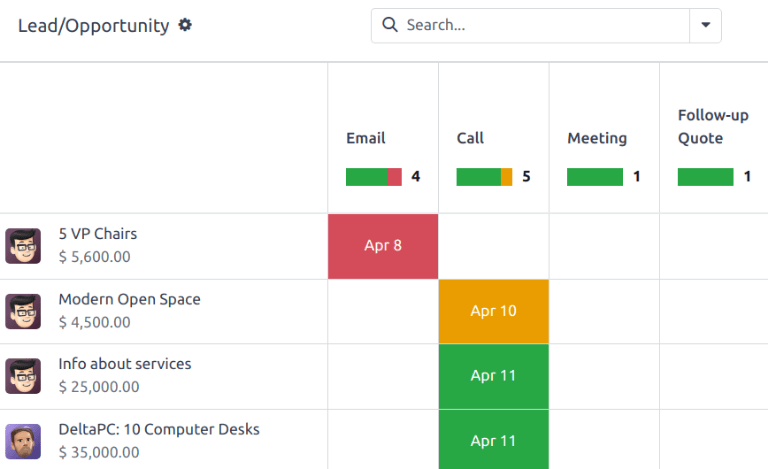 Lead/Opportunity
Search...
Email
Call
Meeting
Follow-up
Quote
4
5
1
1
5 VP Chairs
$ 5,600.00
Apr 8
Modern Open Space
$ 4,500.00
Apr 10
Info about services
$ 25,000.00
Apr 11
DeltaPC: 10 Computer Desks
$ 35,000.00
Apr 11